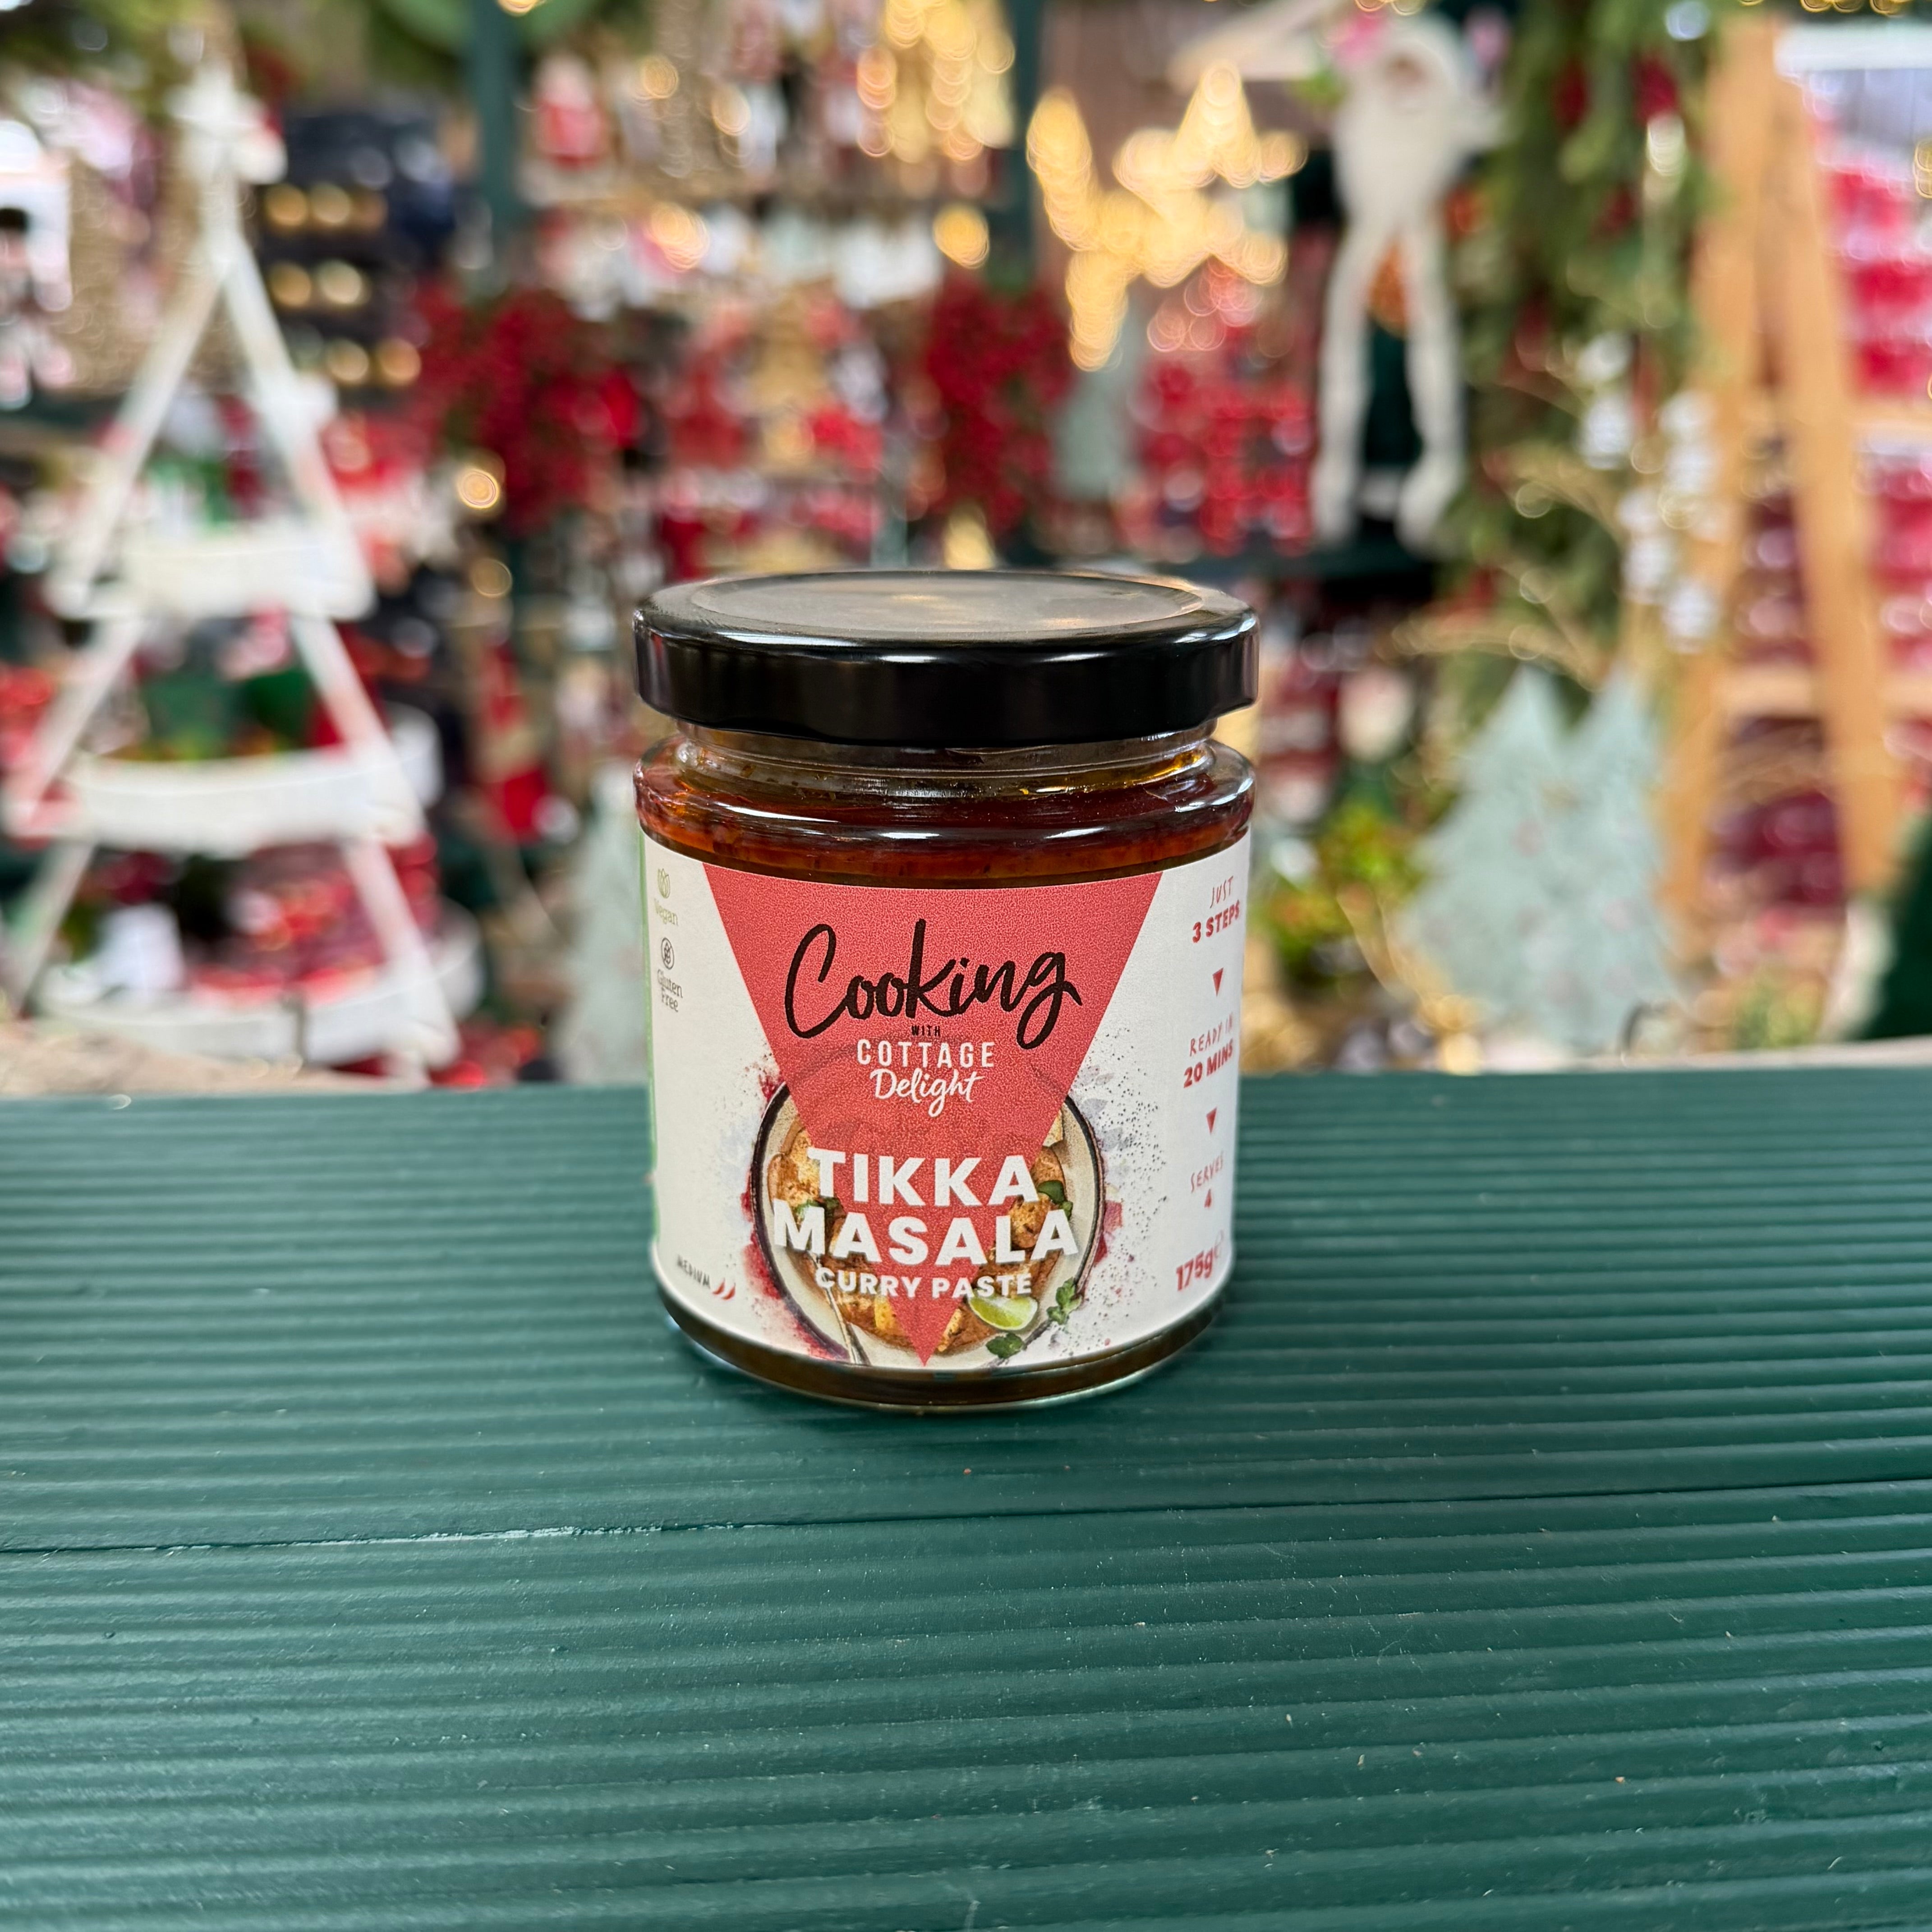 Vegan
Gluten
Free
MEDIUM
Cooking
WITH
COTTAGE
Delight
TIKKA
MASALA
CURRY PASTE
JUST
3 STEPS
READY IN
20 MINS
SERVES
4
175g℮